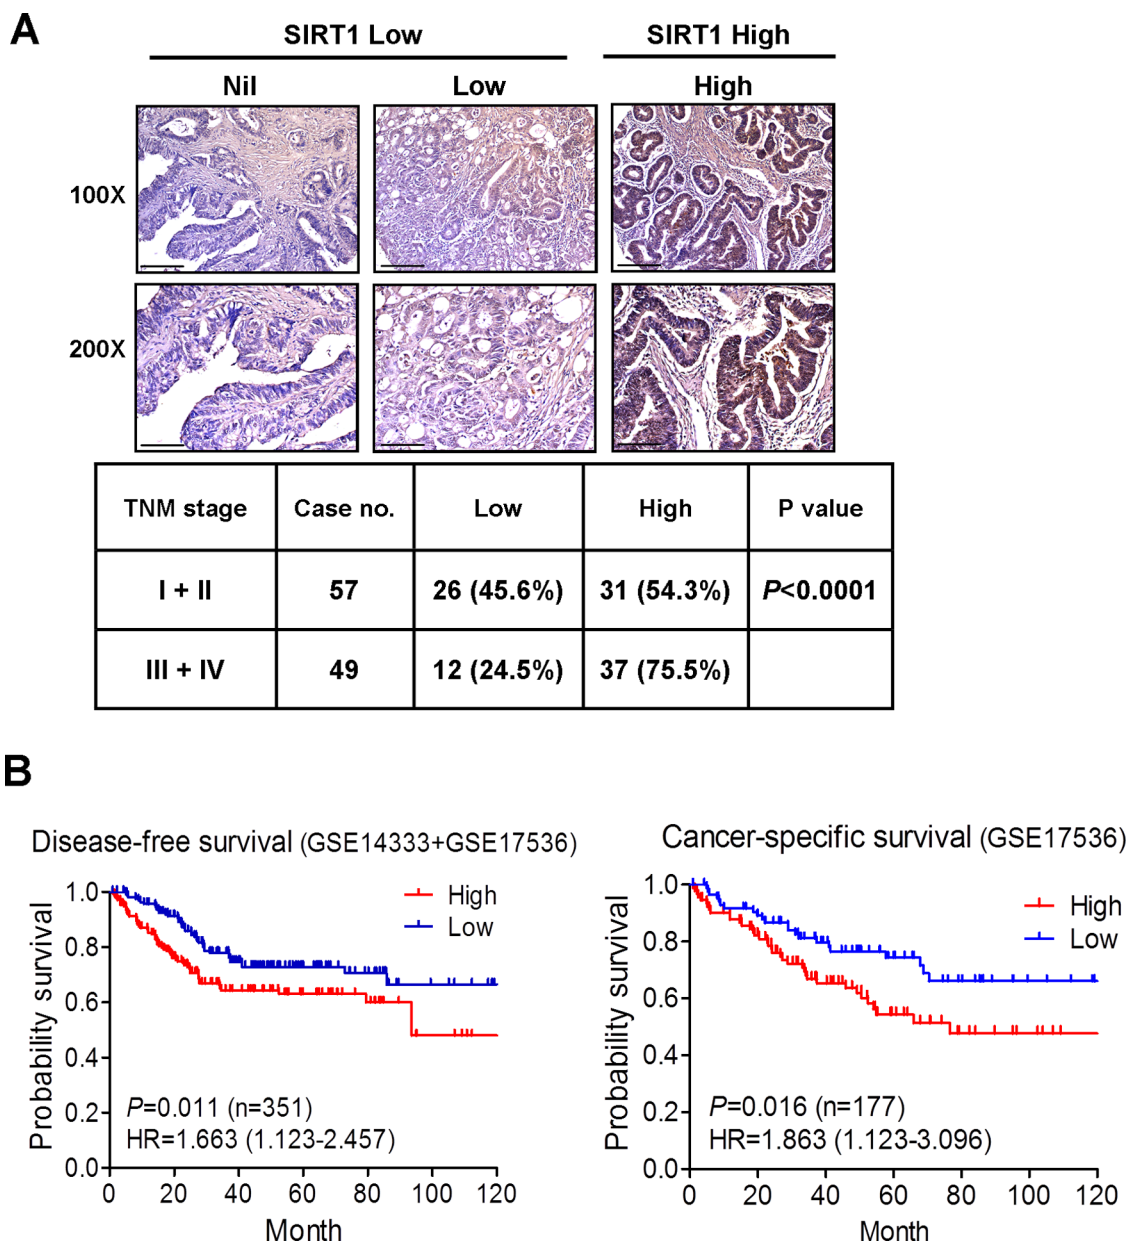 A
SIRT1 Low
SIRT1 High
Nil
Low
High
100X
200X
TNM stage Case no. Low High P value
I + II 57 26 (45.6%) 31 (54.3%) P<0.0001
III + IV 49 12 (24.5%) 37 (75.5%)
B
Disease-free survival (GSE14333+GSE17536)
High
Low
Probability survival
1.0
0.8
0.6
0.4
0.2
0.0
P=0.011 (n=351)
HR=1.663 (1.123-2.457)
0 20 40 60 80 100 120
Month
Cancer-specific survival (GSE17536)
High
Low
Probability survival
1.0
0.8
0.6
0.4
0.2
0.0
P=0.016 (n=177)
HR=1.863 (1.123-3.096)
0 20 40 60 80 100 120
Month